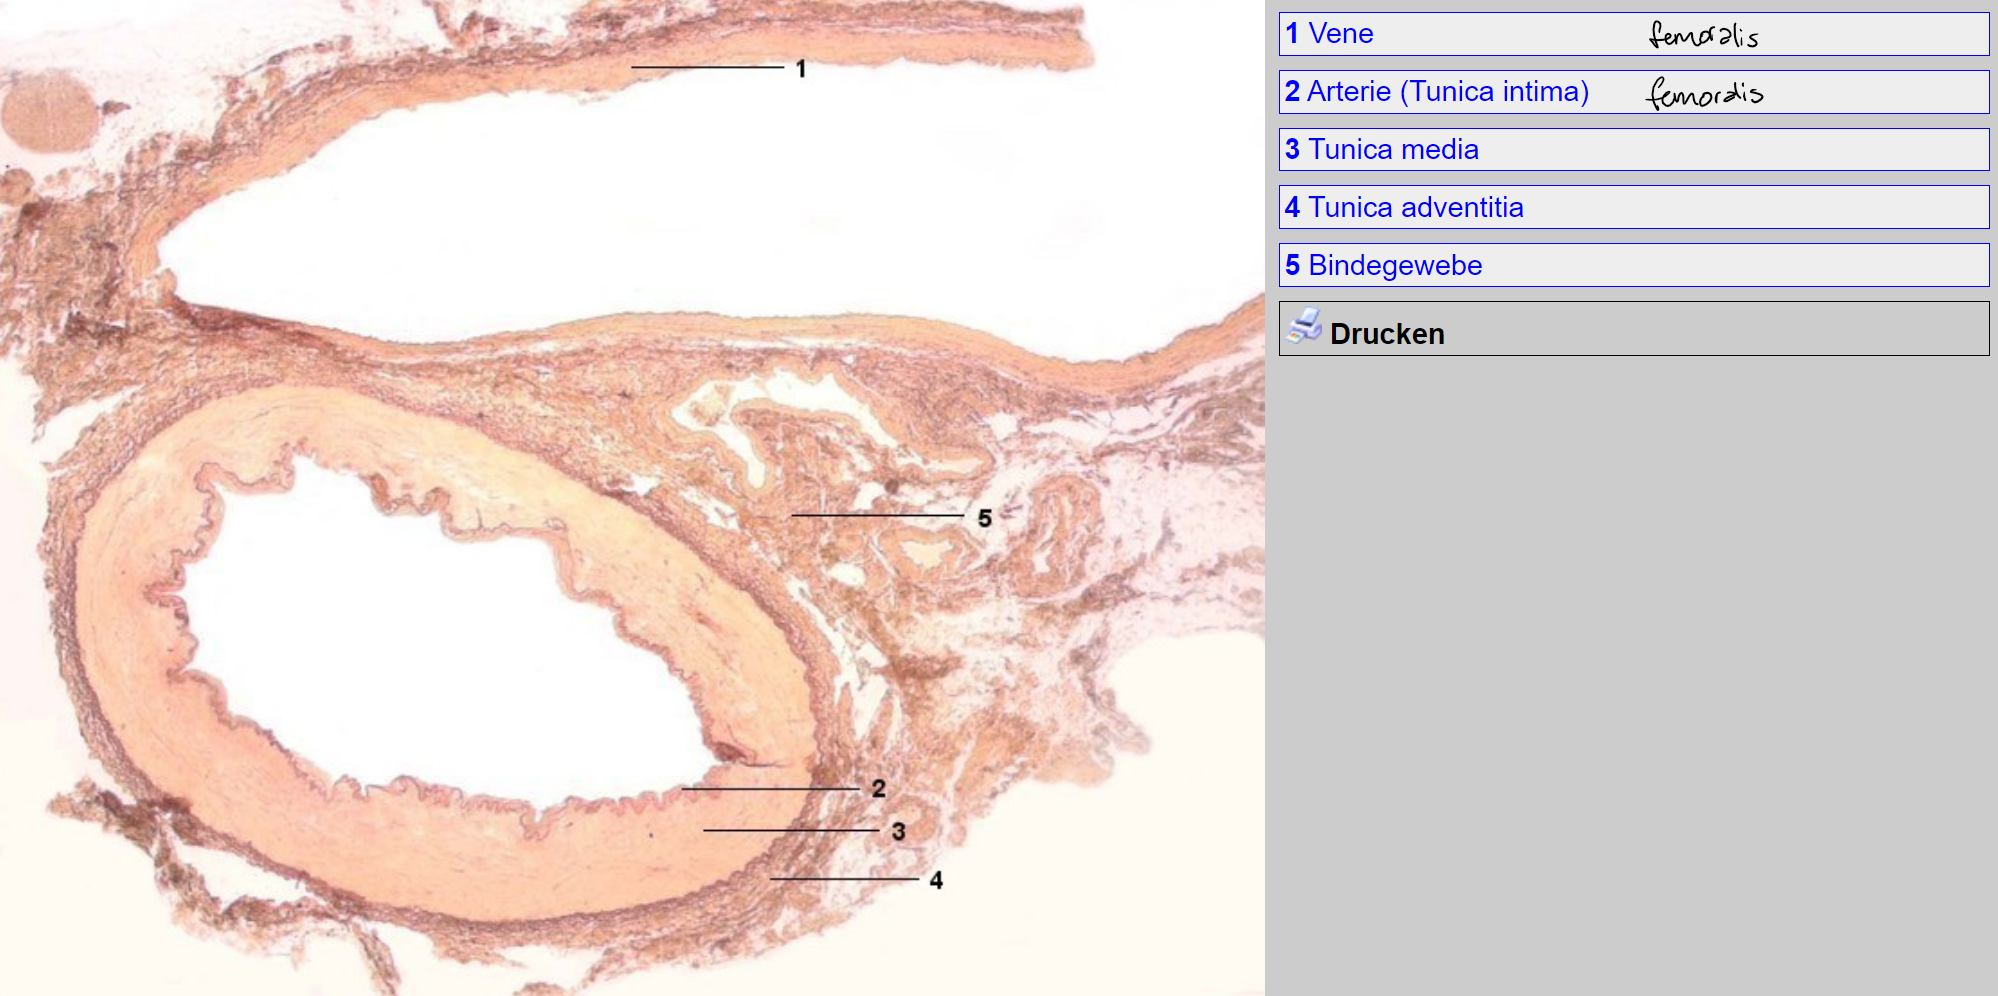 1
5
2
3
4
1 Vene femoralis
2 Arterie (Tunica intima) femoralis
3 Tunica media
4 Tunica adventitia
5 Bindegewebe
Drucken